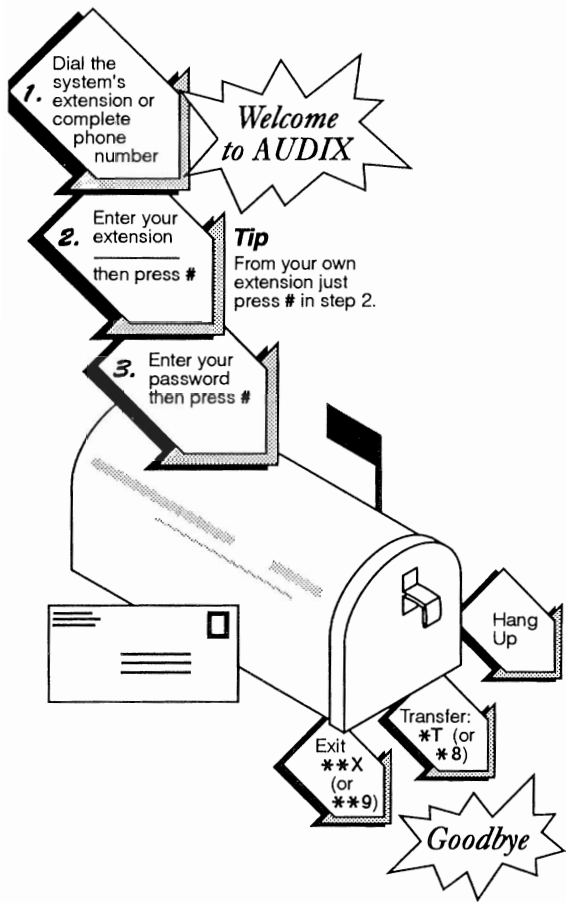 1.
Dial the
system's
extension or
complete
phone
number
Welcome
to AUDIX
2.
Enter your
extension
then press #
Tip
From your own
extension just
press # in step 2.
3.
Enter your
password
then press #
Hang
Up
Transfer:
*T (or
*8)
Exit
**X
(or
**9)
Goodbye